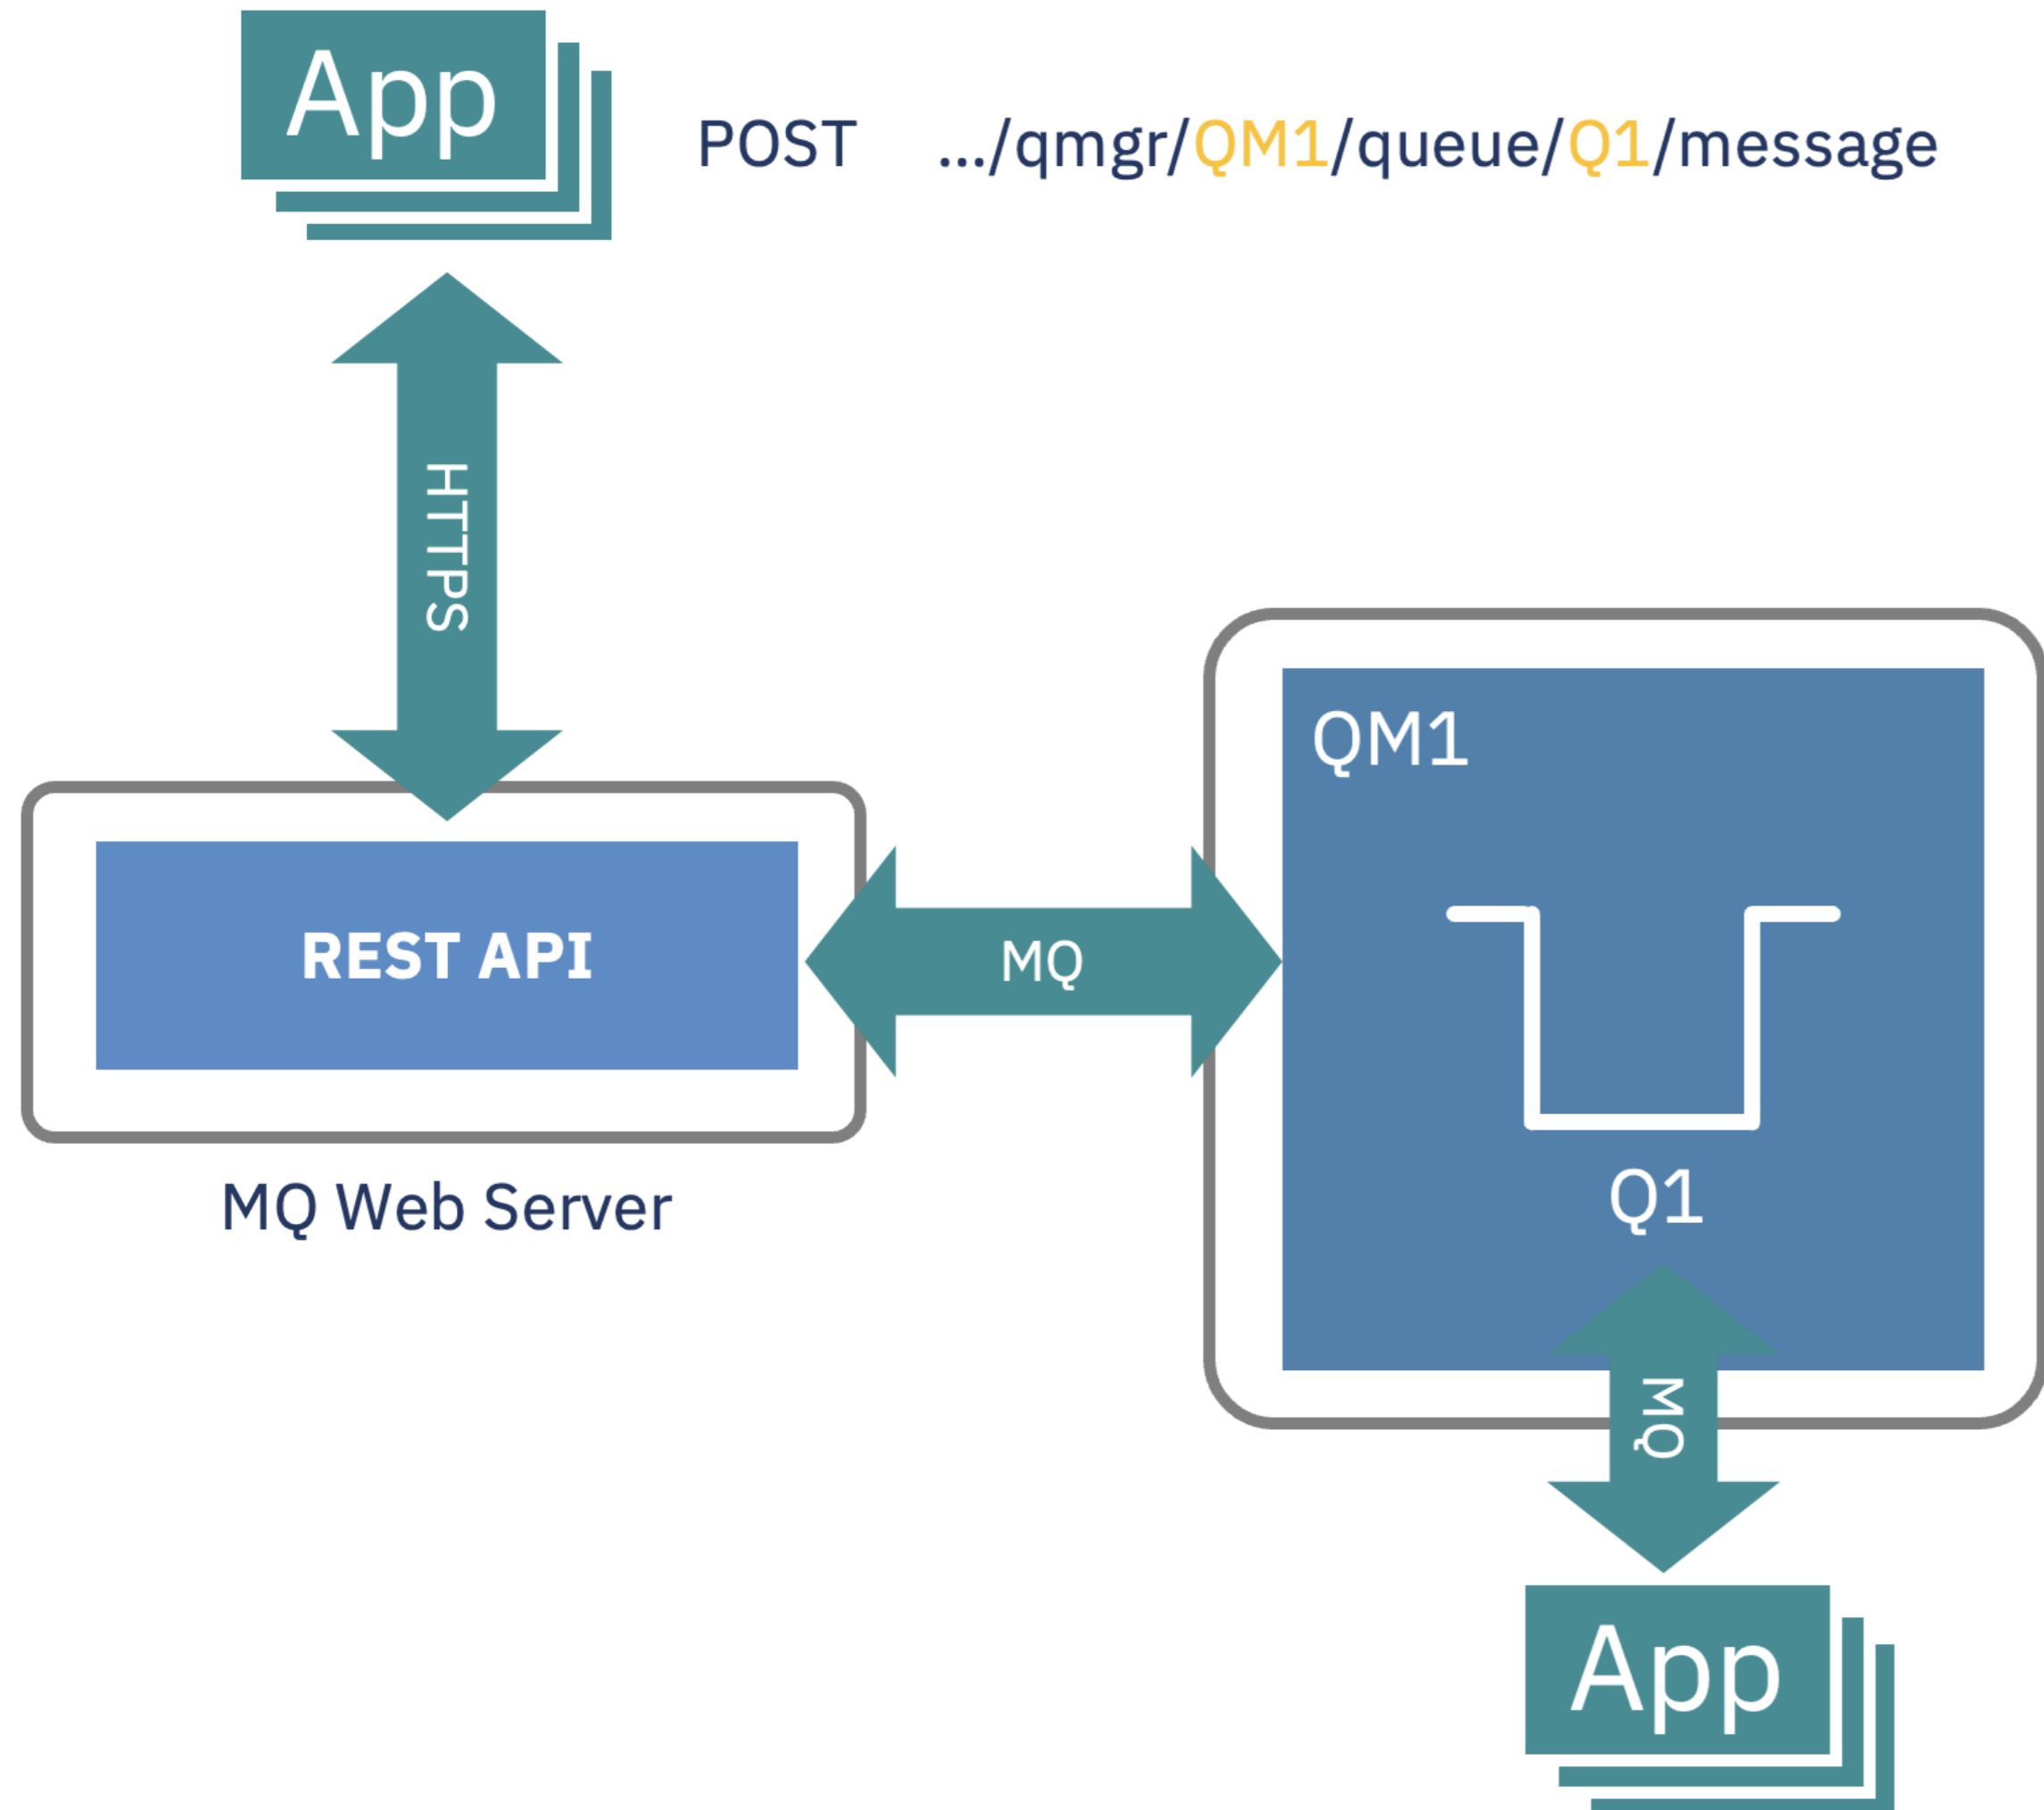 App
POST .../qmgr/QM1/queue/Q1/message
HTTPS
QM1
REST API
MQ
MQ Web Server
Q1
MQ
App